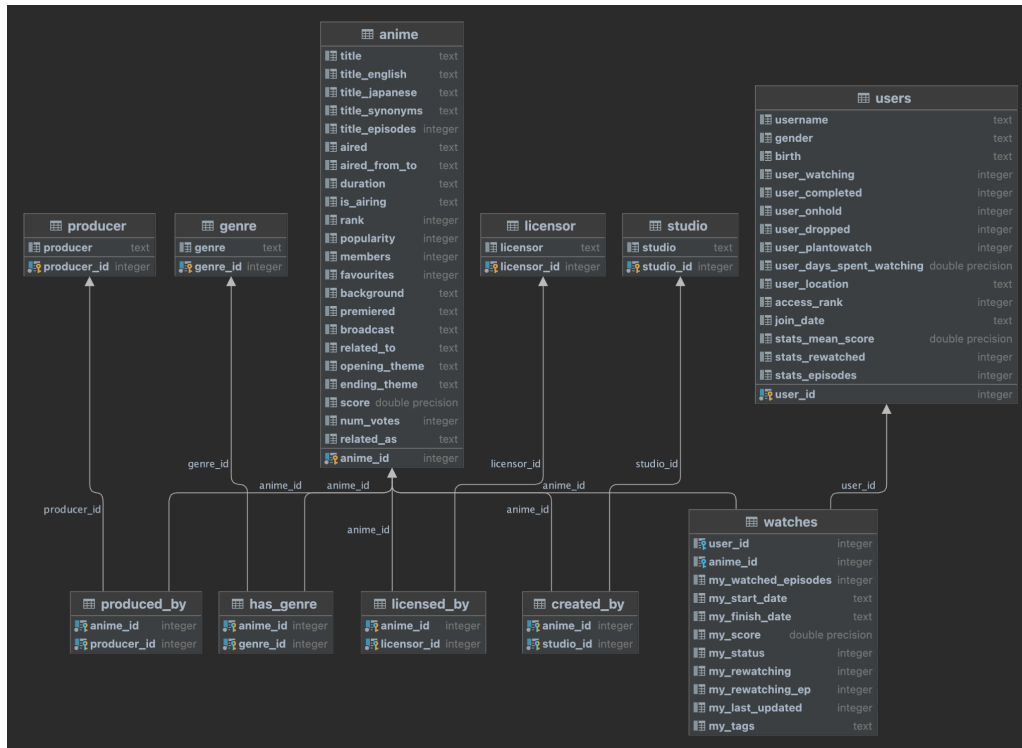 anime
title text
title_english text
title_japanese text
title_synonyms text
title_episodes integer
aired text
aired_from_to text
duration text
is_airing text
rank integer
popularity integer
members integer
favourites integer
background text
premiered text
broadcast text
related_to text
opening_theme text
ending_theme text
score double precision
num_votes integer
related_as text
anime_id integer
users
username text
gender text
birth text
user_watching integer
user_completed integer
user_onhold integer
user_dropped integer
user_plantowatch integer
user_days_spent_watching double precision
user_location text
access_rank integer
join_date text
stats_mean_score double precision
stats_rewatched integer
stats_episodes integer
user_id integer
producer
producer text
producer_id integer
genre
genre text
genre_id integer
licensor
licensor text
licensor_id integer
studio
studio text
studio_id integer
genre_id
licensor_id
studio_id
anime_id
anime_id
anime_id
user_id
producer_id
anime_id
anime_id
produced_by
anime_id integer
producer_id integer
has_genre
anime_id integer
genre_id integer
licensed_by
anime_id integer
licensor_id integer
created_by
anime_id integer
studio_id integer
watches
user_id integer
anime_id integer
my_watched_episodes integer
my_start_date text
my_finish_date text
my_score double precision
my_status integer
my_rewatching integer
my_rewatching_ep integer
my_last_updated integer
my_tags text